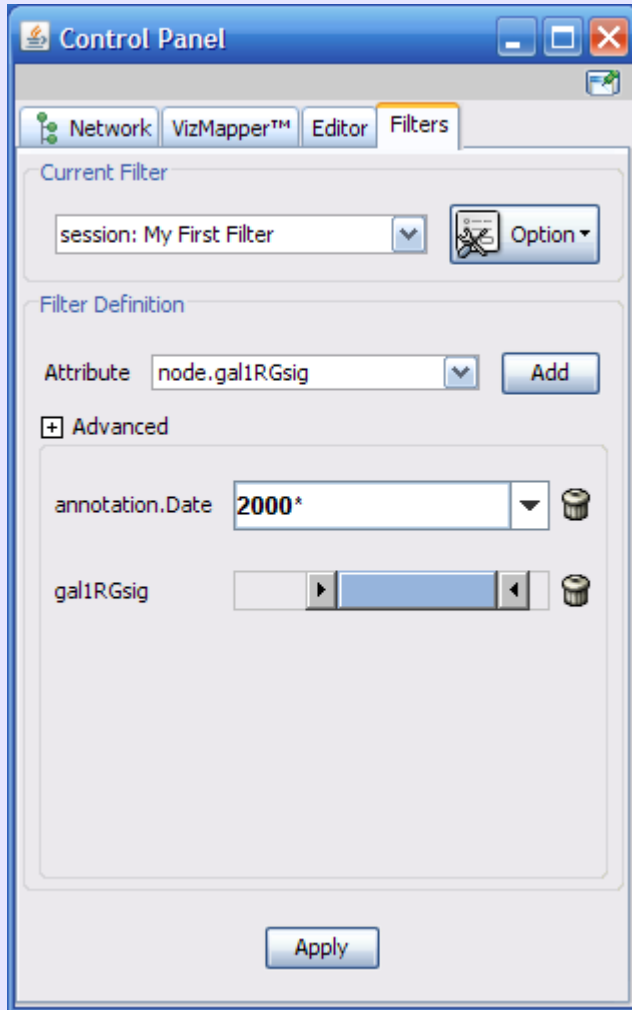 Control Panel
Network VizMapper™ Editor Filters
Current Filter
session: My First Filter Option
Filter Definition
Attribute node.gal1RGsig Add
Advanced
annotation.Date 2000*
gal1RGsig
Apply